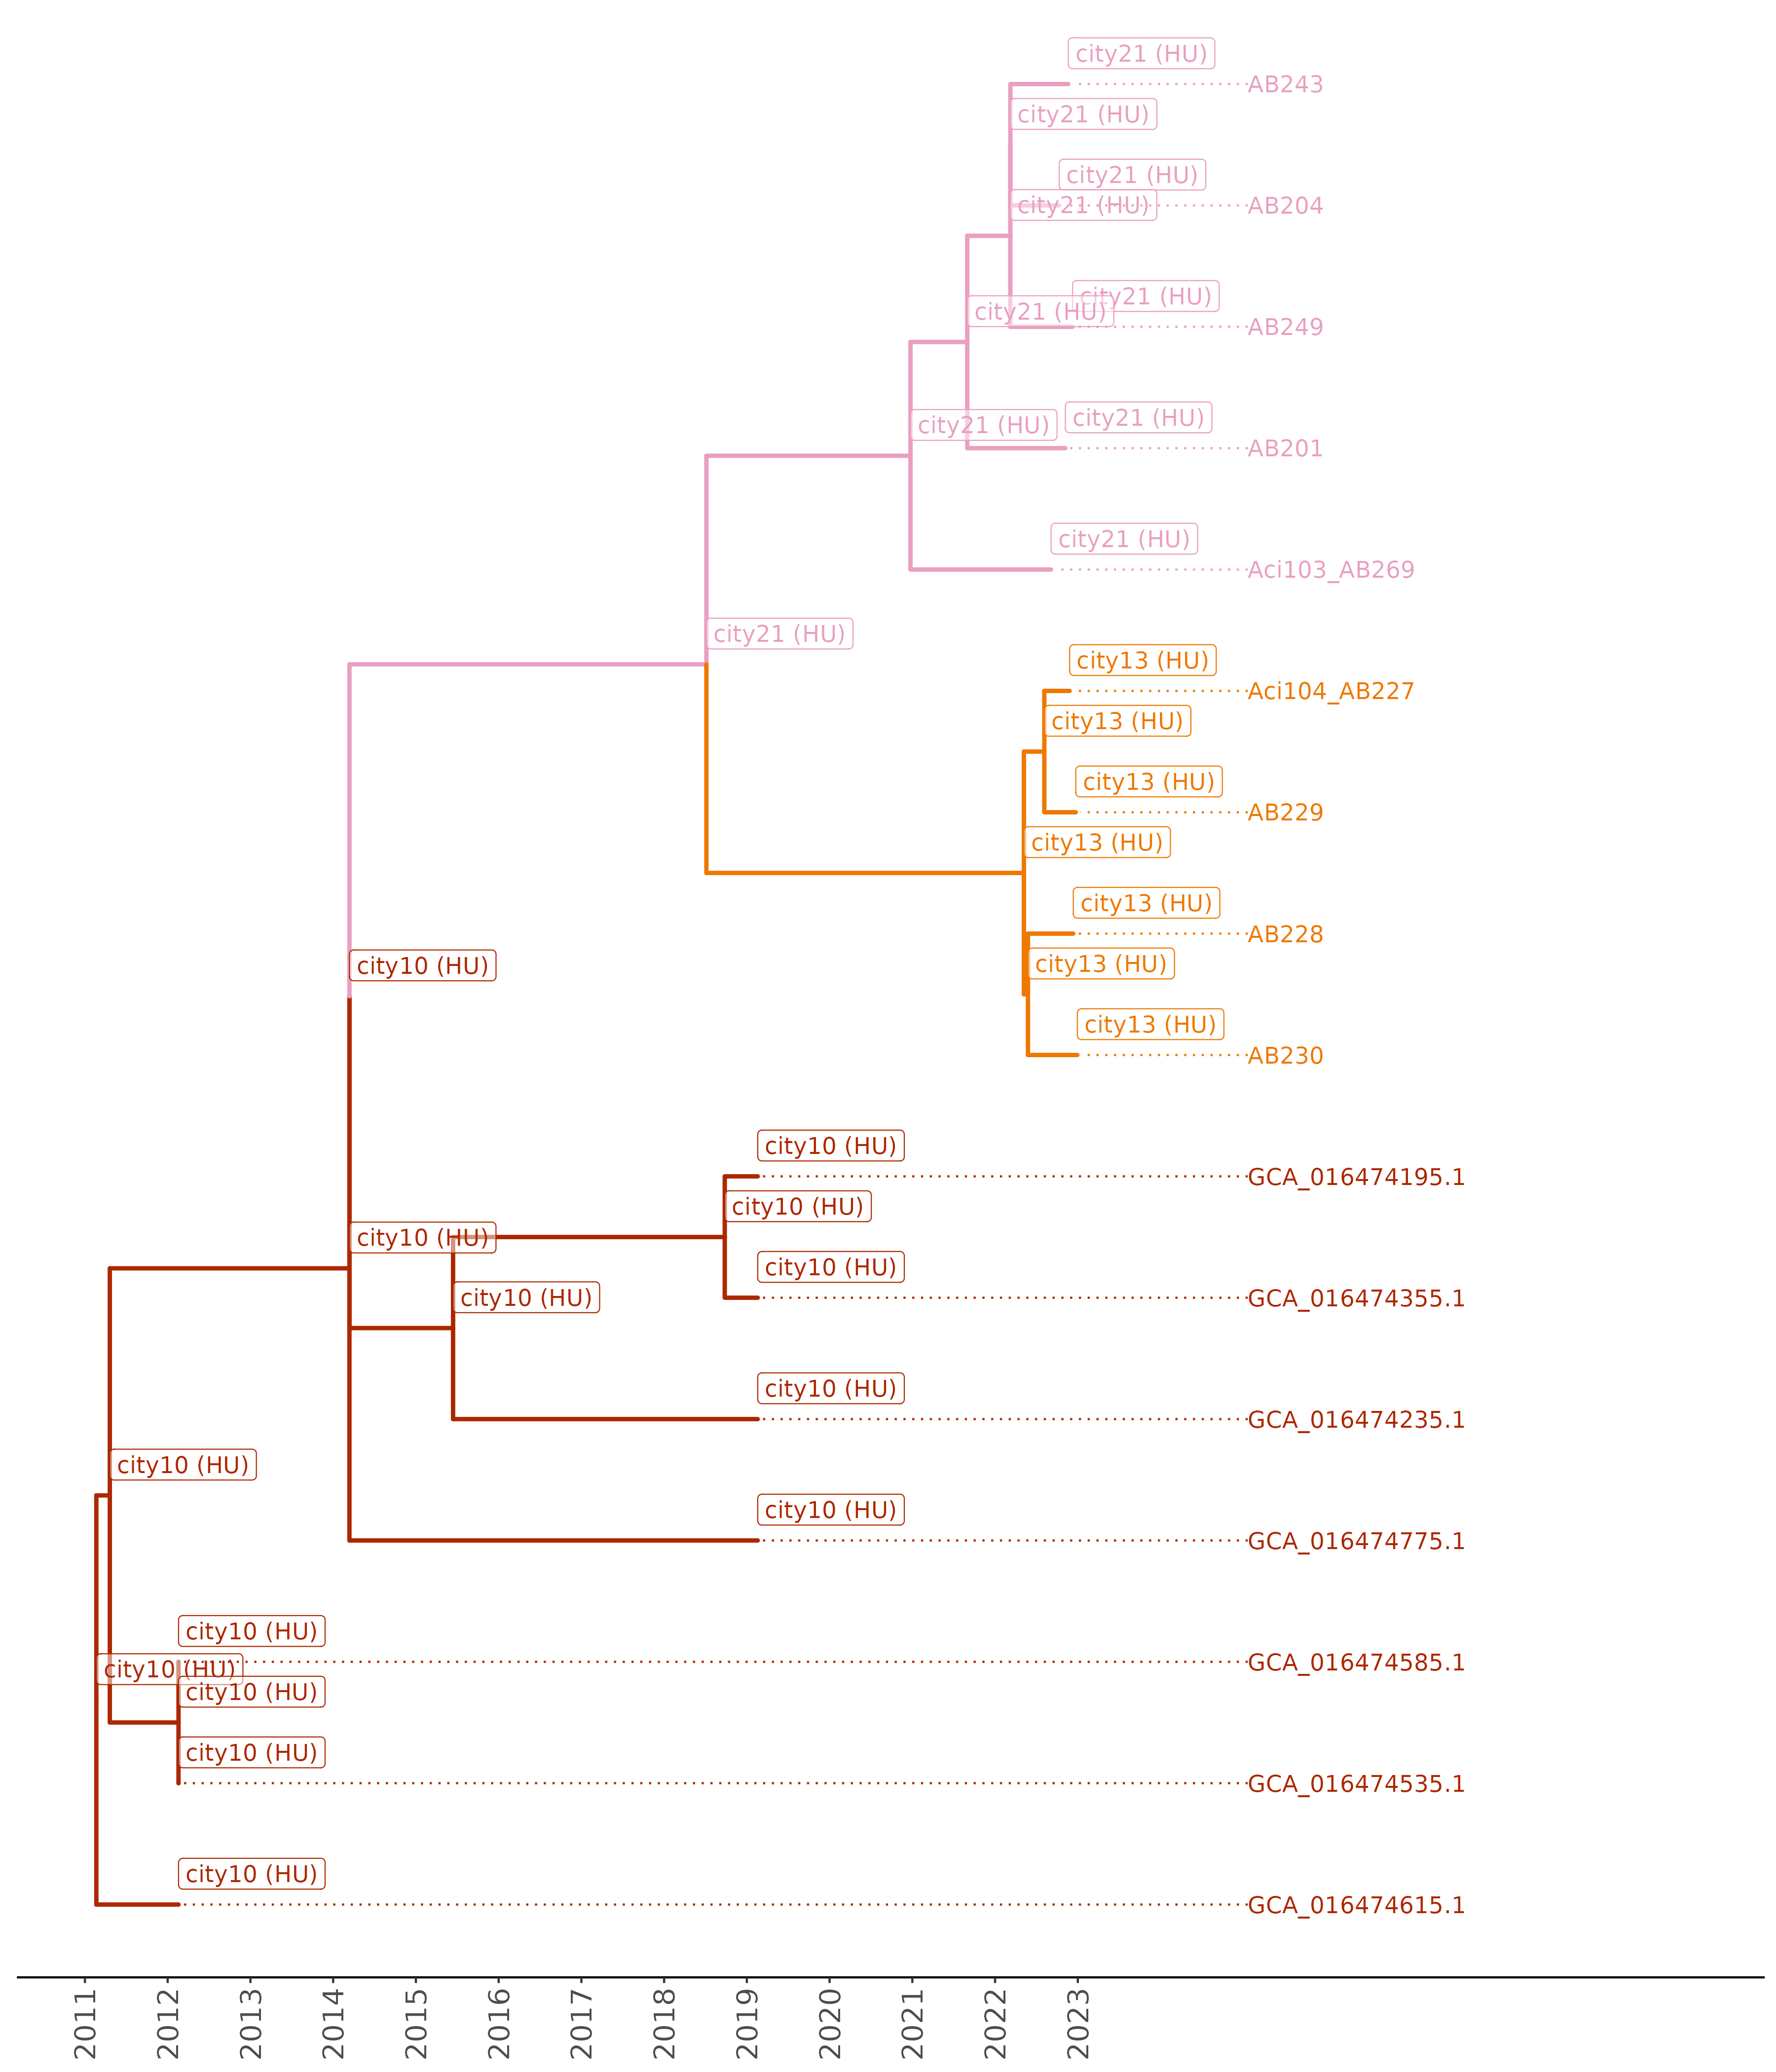 city21 (HU)
AB243
city21 (HU)
city21 (HU)
AB204
city21 (HU)
city21 (HU)
city21 (HU)
AB249
city21 (HU)
city21 (HU)
AB201
city21 (HU)
Aci103_AB269
city21 (HU)
city13 (HU)
Aci104_AB227
city13 (HU)
city13 (HU)
AB229
city13 (HU)
city13 (HU)
AB228
city13 (HU)
city10 (HU)
city13 (HU)
AB230
city10 (HU)
GCA_016474195.1
city10 (HU)
city10 (HU)
city10 (HU)
GCA_016474355.1
city10 (HU)
city10 (HU)
GCA_016474235.1
city10 (HU)
city10 (HU)
GCA_016474775.1
city10 (HU)
GCA_016474585.1
city10 (HU)
city10 (HU)
city10 (HU)
GCA_016474535.1
city10 (HU)
GCA_016474615.1
2011
2012
2013
2014
2015
2016
2017
2018
2019
2020
2021
2022
2023